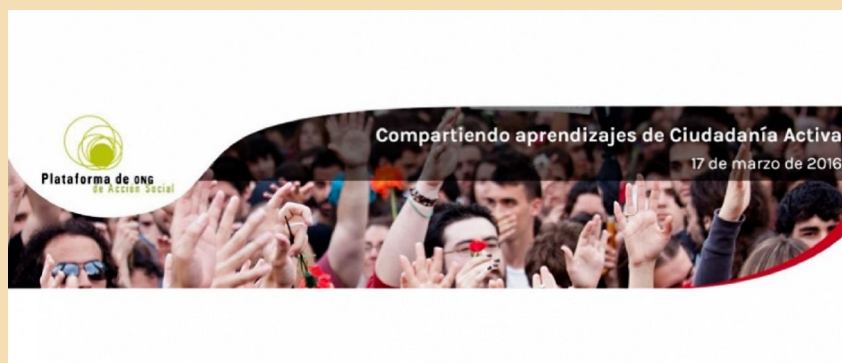 Compartiendo aprendizajes de Ciudadanía Activa
17 de marzo de 2016
Plataforma de ONG
de Acción Social